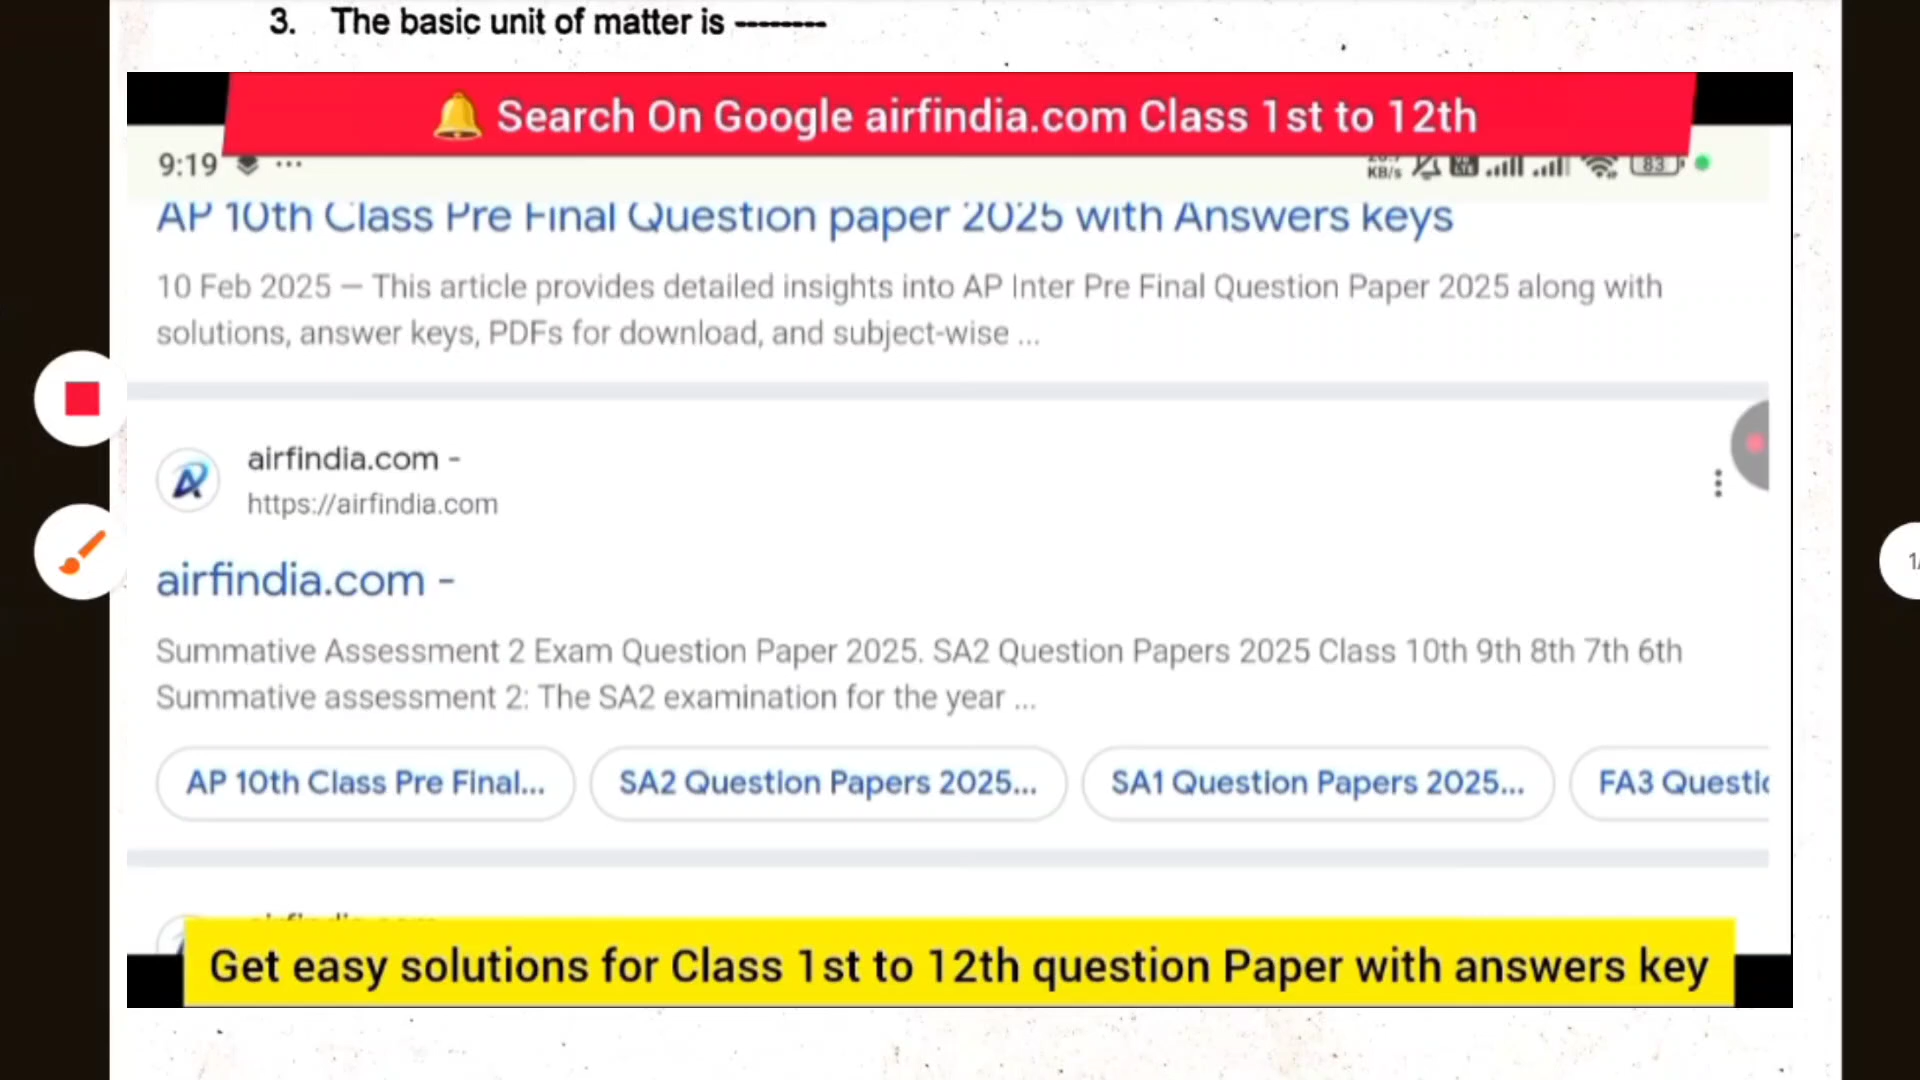 3. The basic unit of matter is --------
🔔 Search On Google airfindia.com Class 1st to 12th
9:19 ...
KB/s 83
AP 10th Class Pre Final Question paper 2025 with Answers keys
10 Feb 2025 — This article provides detailed insights into AP Inter Pre Final Question Paper 2025 along with
solutions, answer keys, PDFs for download, and subject-wise ...
airfindia.com -
https://airfindia.com
airfindia.com -
Summative Assessment 2 Exam Question Paper 2025. SA2 Question Papers 2025 Class 10th 9th 8th 7th 6th
Summative assessment 2: The SA2 examination for the year ...
AP 10th Class Pre Final... SA2 Question Papers 2025... SA1 Question Papers 2025... FA3 Questic
1/
Get easy solutions for Class 1st to 12th question Paper with answers key